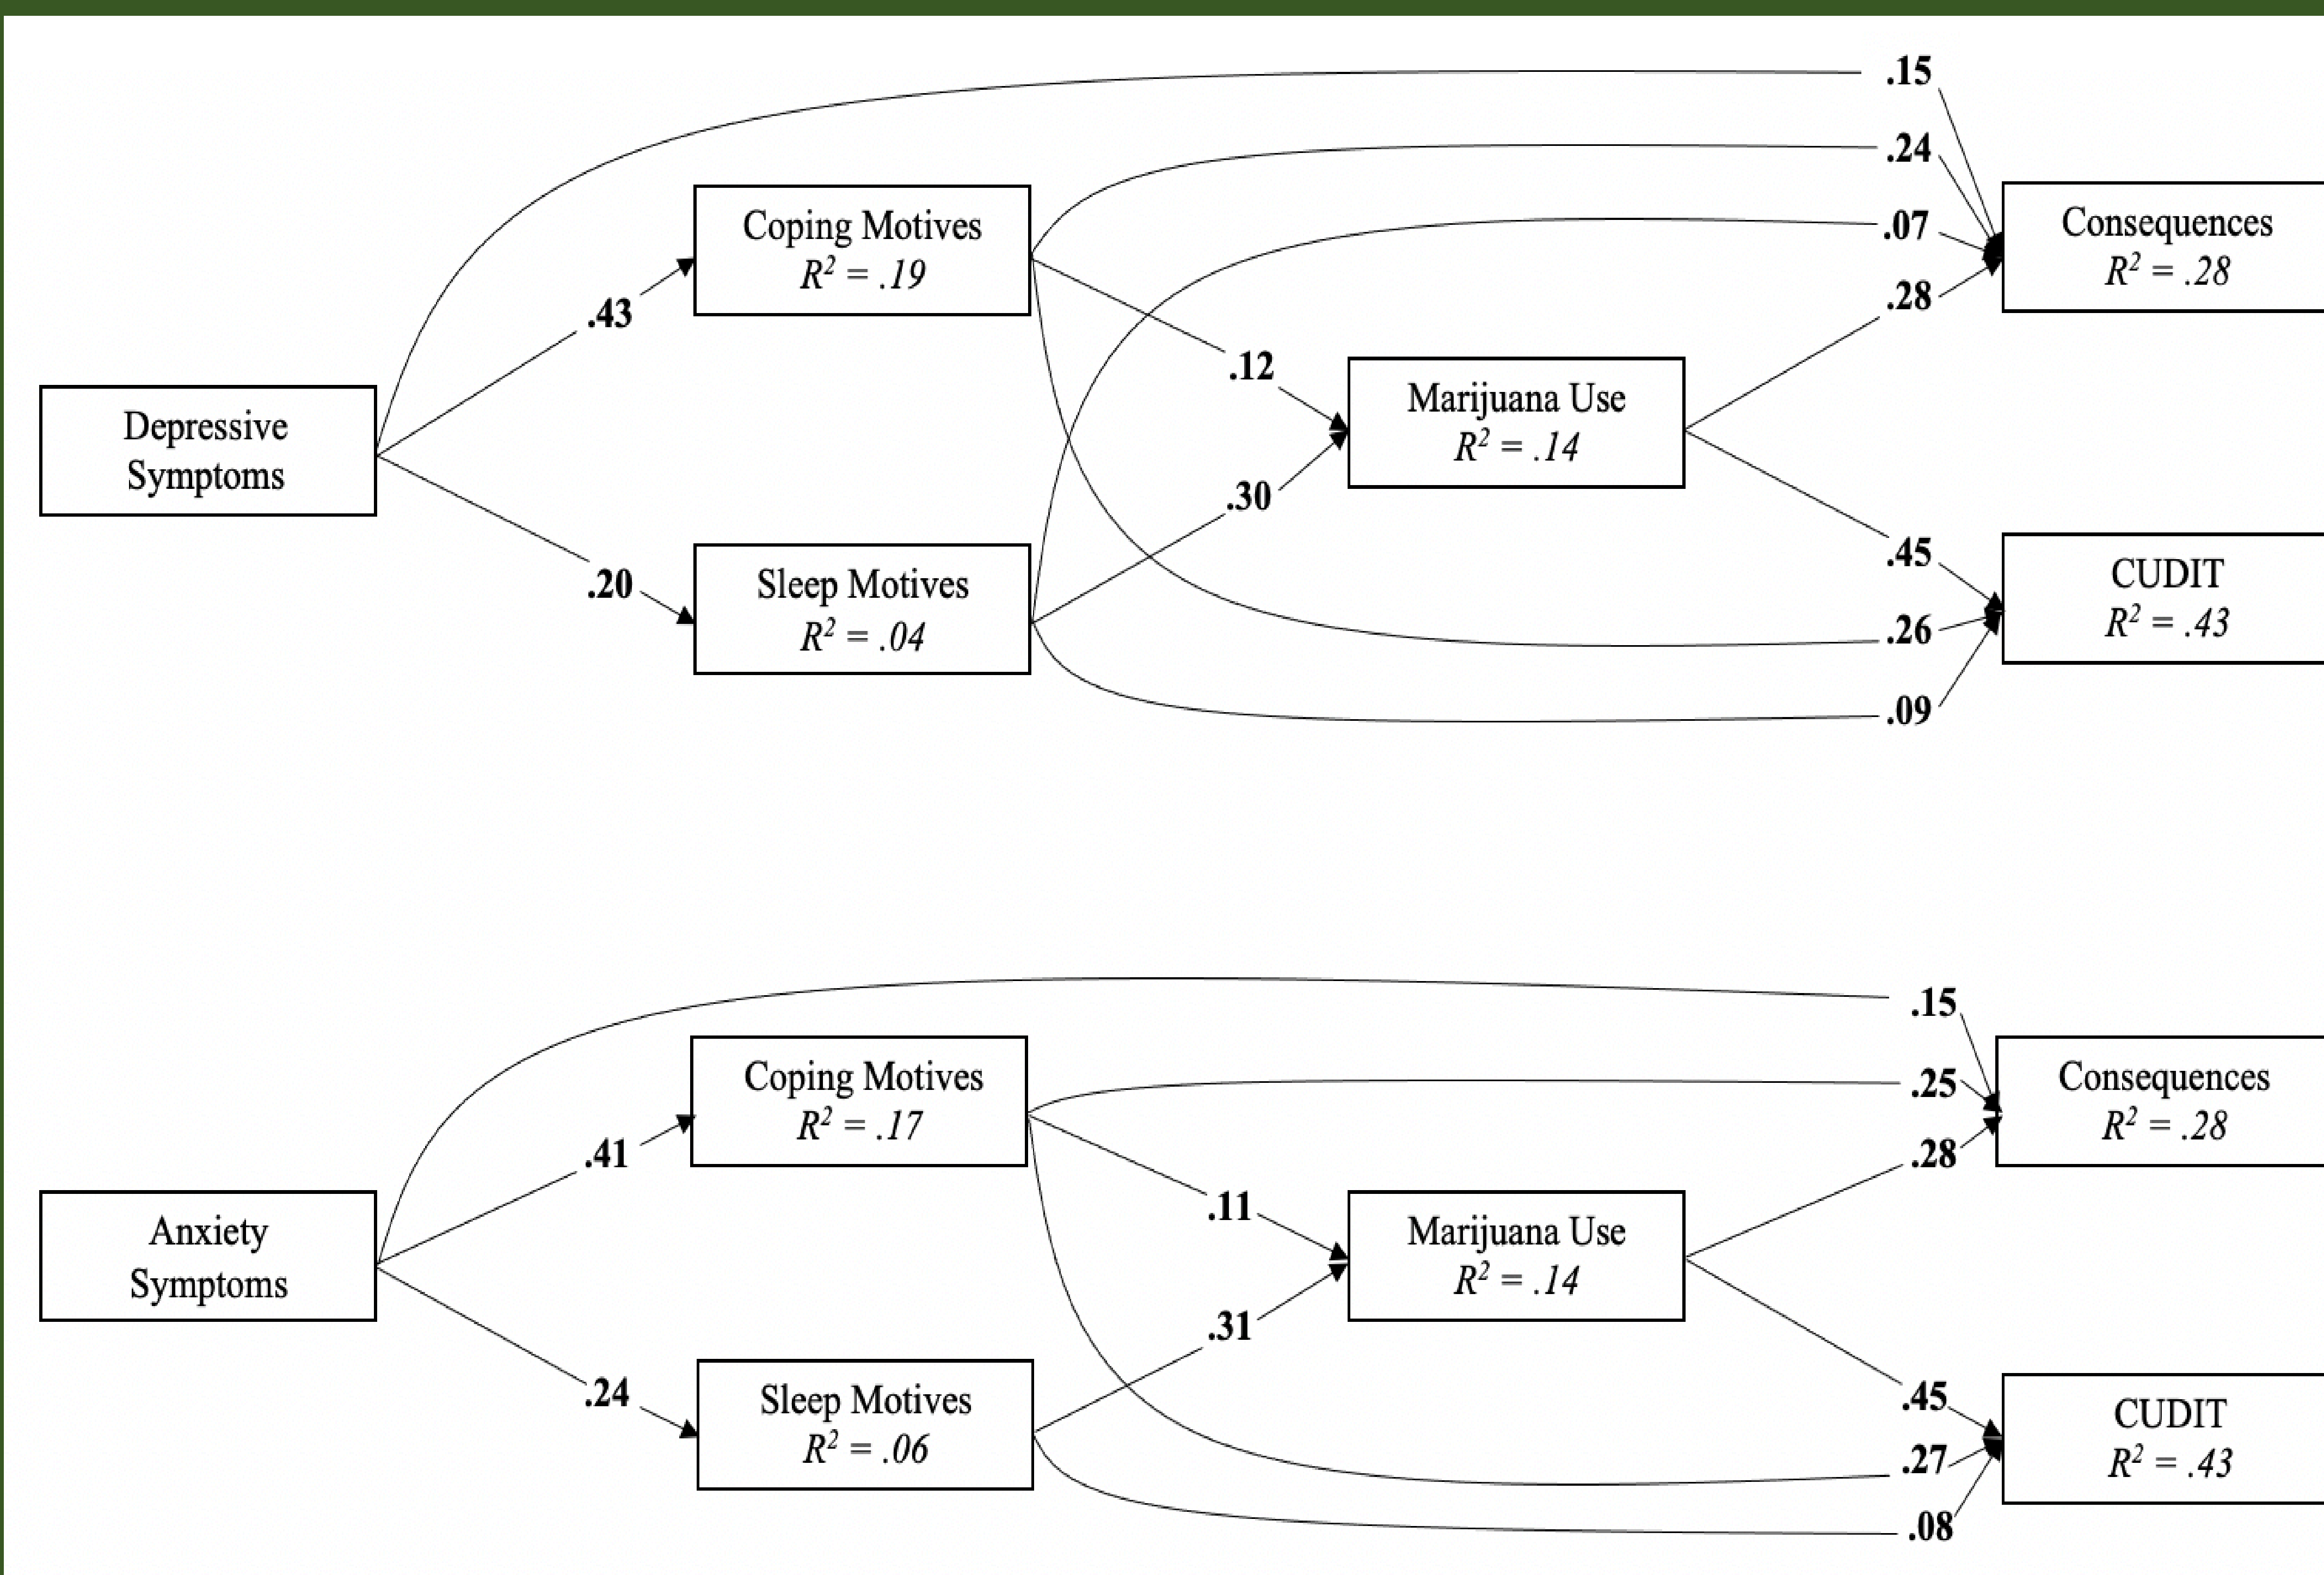 .15
.24
.07
.28
Coping Motives
R² = .19
Consequences
R² = .28
.43
.12
Marijuana Use
R² = .14
Depressive
Symptoms
.30
.20
Sleep Motives
R² = .04
.45
.26
.09
CUDIT
R² = .43
.15
.25
.28
Coping Motives
R² = .17
Consequences
R² = .28
.41
.11
Marijuana Use
R² = .14
Anxiety
Symptoms
.31
.24
Sleep Motives
R² = .06
.45
.27
.08
CUDIT
R² = .43